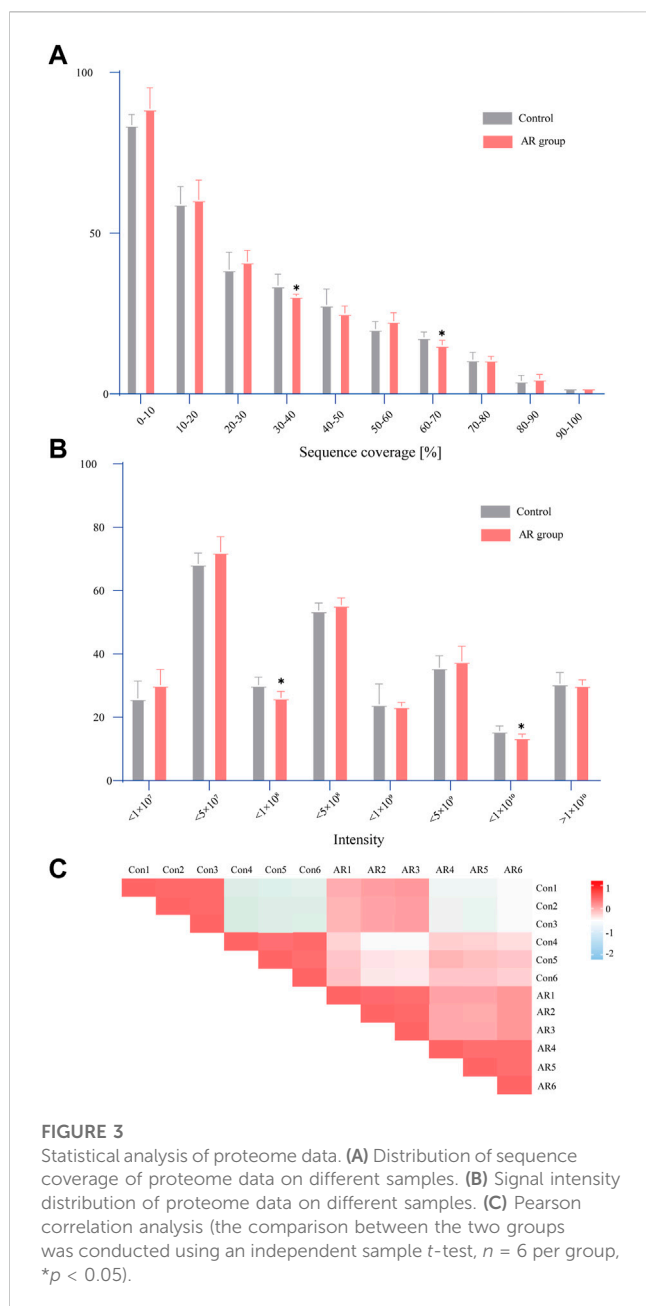 A
100
50
0
Control
AR group
*
*
0-10 10-20 20-30 30-40 40-50 50-60 60-70 70-80 80-90 90-100
Sequence coverage [%]
B
100
80
60
40
20
0
Control
AR group
*
*
<1×10⁷ <5×10⁷ <1×10⁸ <5×10⁸ <1×10⁹ <5×10⁹ <1×10¹⁰ >1×10¹⁰
Intensity
C
Con1 Con2 Con3 Con4 Con5 Con6 AR1 AR2 AR3 AR4 AR5 AR6
Con1
Con2
Con3
Con4
Con5
Con6
AR1
AR2
AR3
AR4
AR5
AR6
1
0
-1
-2
FIGURE 3
Statistical analysis of proteome data. (A) Distribution of sequence
coverage of proteome data on different samples. (B) Signal intensity
distribution of proteome data on different samples. (C) Pearson
correlation analysis (the comparison between the two groups
was conducted using an independent sample t-test, n = 6 per group,
*p < 0.05).